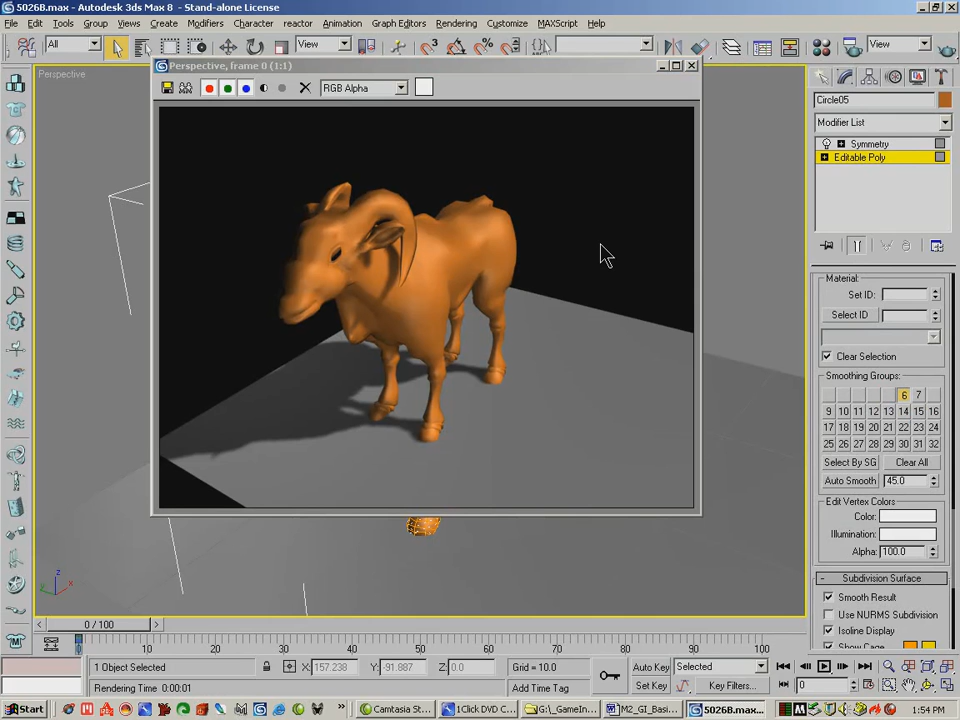 5026B.max - Autodesk 3ds Max 8 - Stand-alone License
File Edit Tools Group Views Create Modifiers Character reactor Animation Graph Editors Rendering Customize MAXScript Help
All View View
Perspective
Perspective, frame 0 (1:1)
RGB Alpha
Circle05
Modifier List
Symmetry
Editable Poly
Material:
Set ID:
Select ID
Clear Selection
Smoothing Groups:
6 7
9 10 11 12 13 14 15 16
17 18 19 20 21 22 23 24
25 26 27 28 29 30 31 32
Select By SG Clear All
Auto Smooth 45.0
Edit Vertex Colors
Color:
Illumination:
Alpha: 100.0
- Subdivision Surface
Smooth Result
Use NURMS Subdivision
Isoline Display
Show Cage
z
y x
< 0 / 100 >
10 20 30 40 50 60 70 80 90 100
1 Object Selected X: 157.238 Y: -91.887 Z: 0.0 Grid = 10.0 Auto Key Selected
Rendering Time 0:00:01 Add Time Tag Set Key Key Filters... 0
Start Camtasia St... 1Click DVD C... G:\_GameIn... M2_GI_Basi... 5026B.max... 1:54 PM